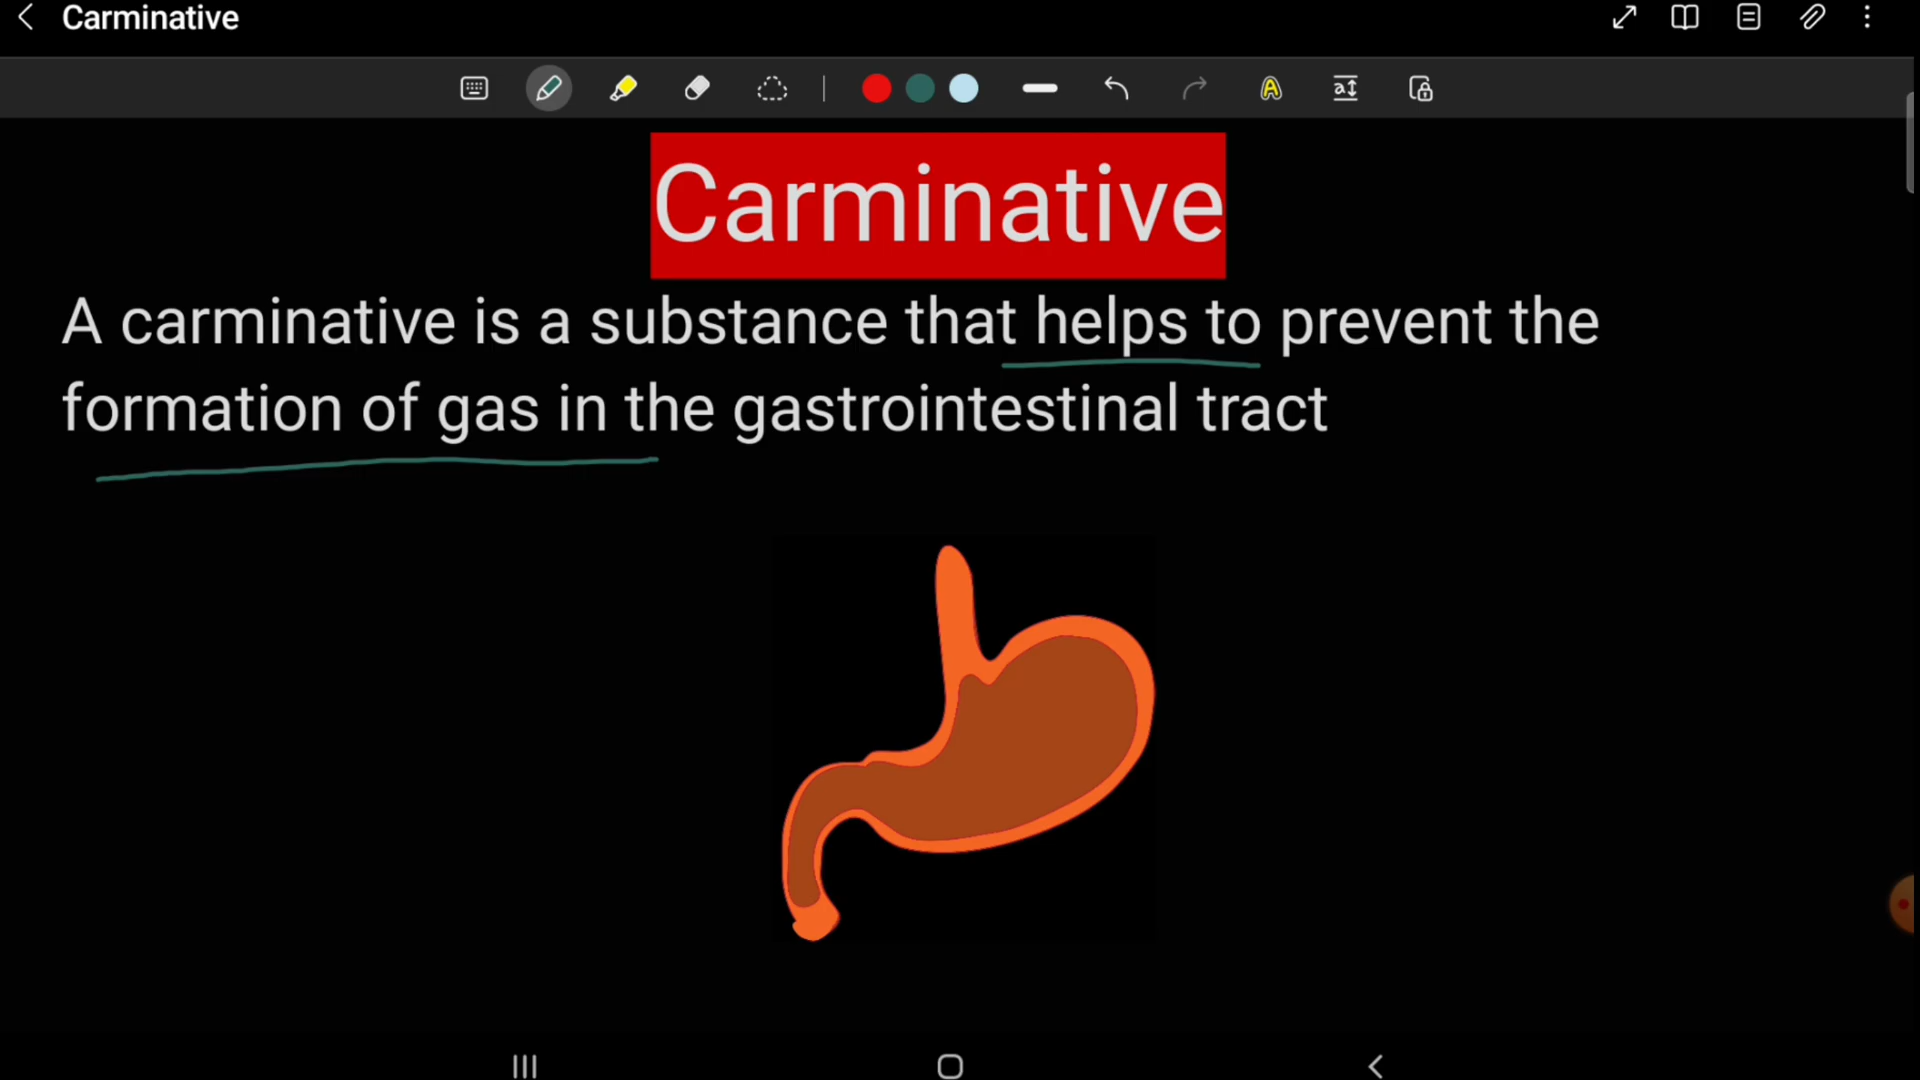 Carminative
Carminative
A carminative is a substance that helps to prevent the
formation of gas in the gastrointestinal tract